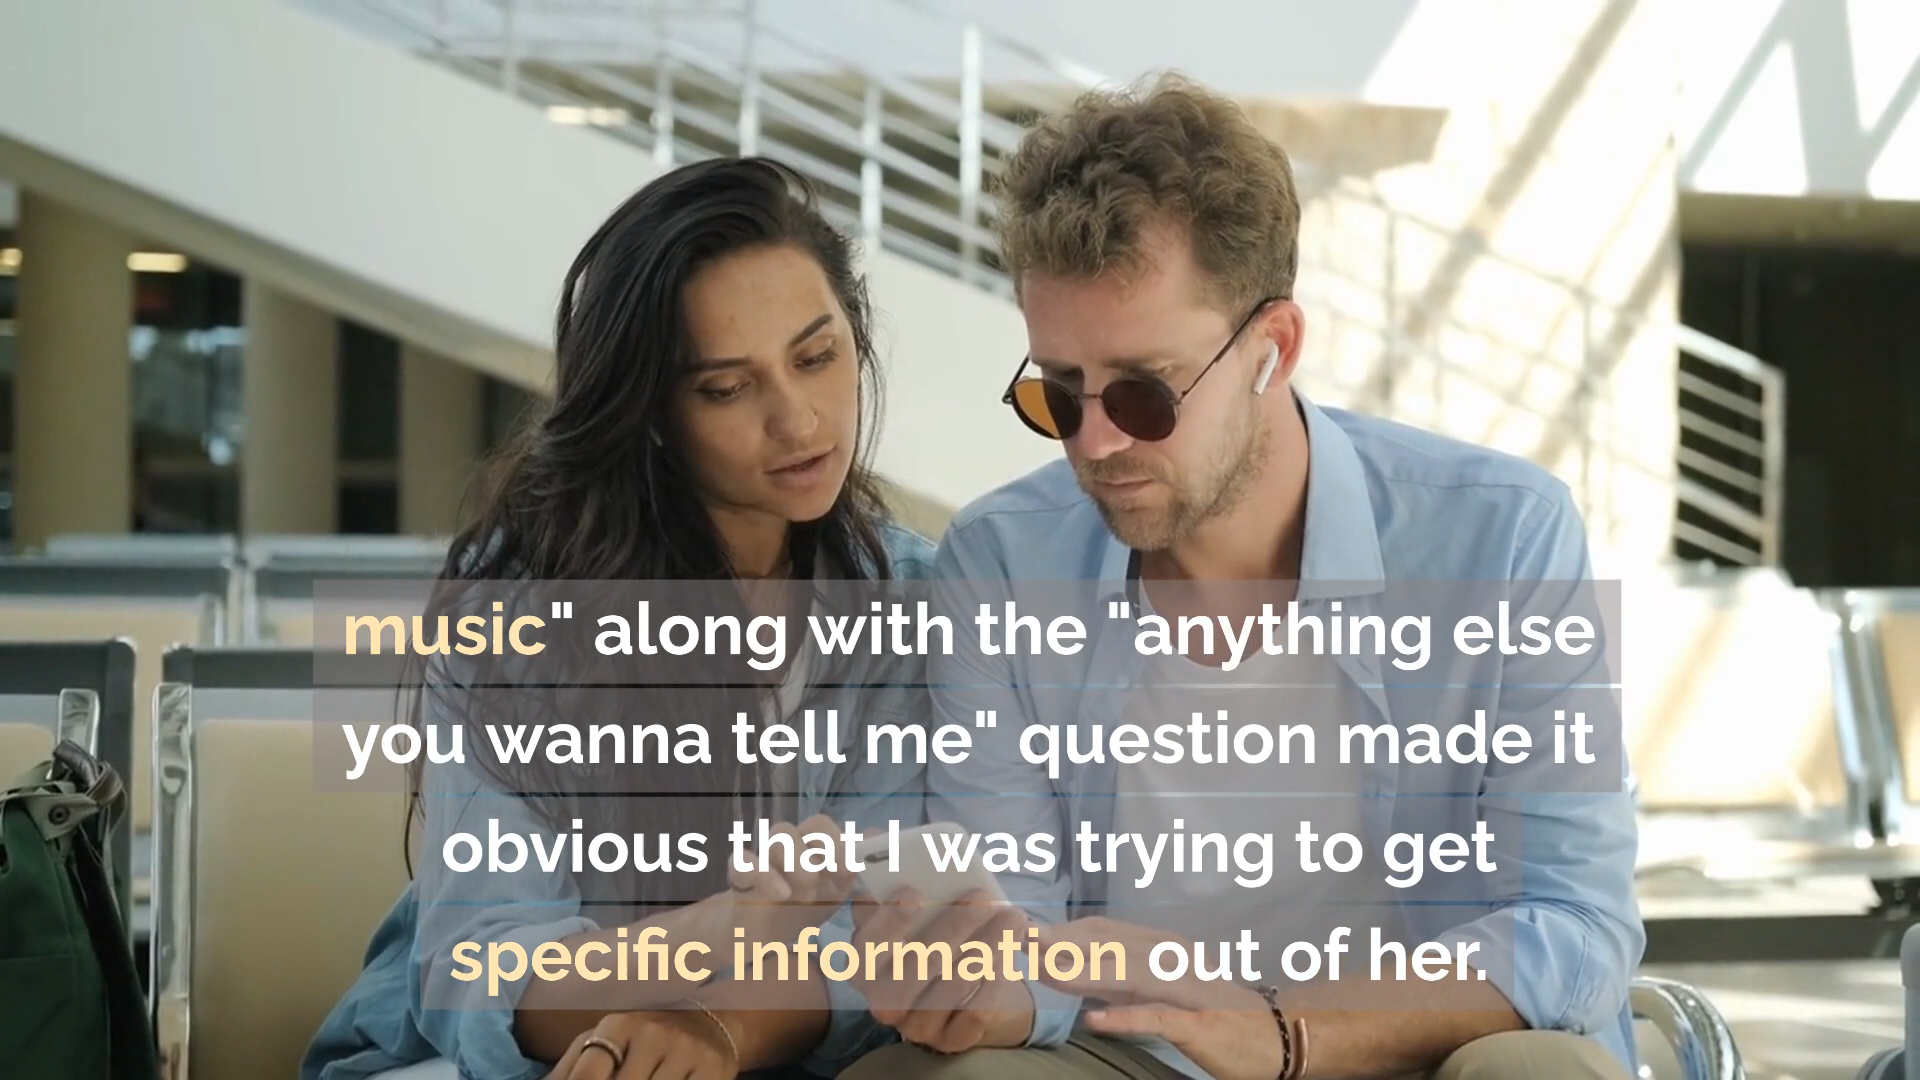 music" along with the "anything else
you wanna tell me" question made it
obvious that I was trying to get
specific information out of her.